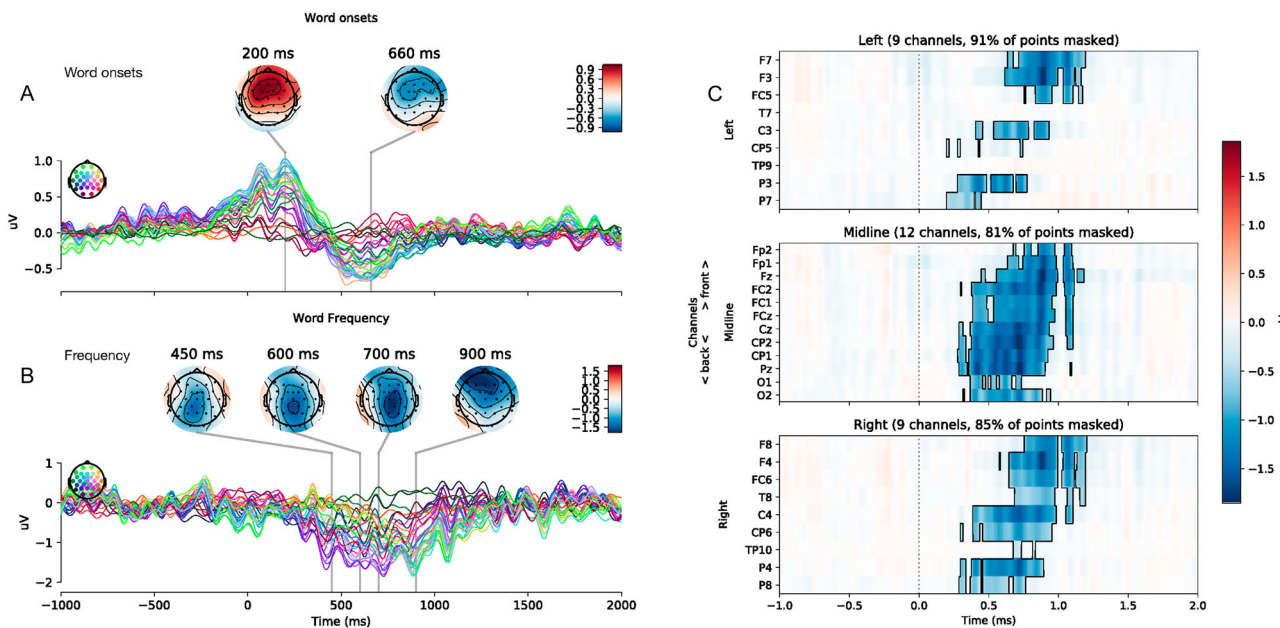 Word onsets
Word onsets
200 ms
660 ms
0.9
0.6
0.3
0.0
−0.3
−0.6
−0.9
A
1.0
0.5
0.0
−0.5
uV
−1000
−500
0
500
1000
1500
2000
Word Frequency
Frequency
450 ms
600 ms
700 ms
900 ms
1.5
1.0
0.5
0.0
−0.5
−1.0
−1.5
B
1
0
−1
−2
uV
−1000
−500
0
500
1000
1500
2000
Time (ms)
C
Left (9 channels, 91% of points masked)
F7
F3
FC5
T7
C3
CP5
TP9
P3
P7
Left
Midline (12 channels, 81% of points masked)
Fp2
Fp1
Fz
FC2
FC1
FCz
Cz
CP2
CP1
Pz
O1
O2
Channels
< back < > front >
Midline
Right (9 channels, 85% of points masked)
F8
F4
FC6
T8
C4
CP6
TP10
P4
P8
Right
−1.0
−0.5
0.0
0.5
1.0
1.5
2.0
Time (ms)
1.5
1.0
0.5
0.0
−0.5
−1.0
−1.5